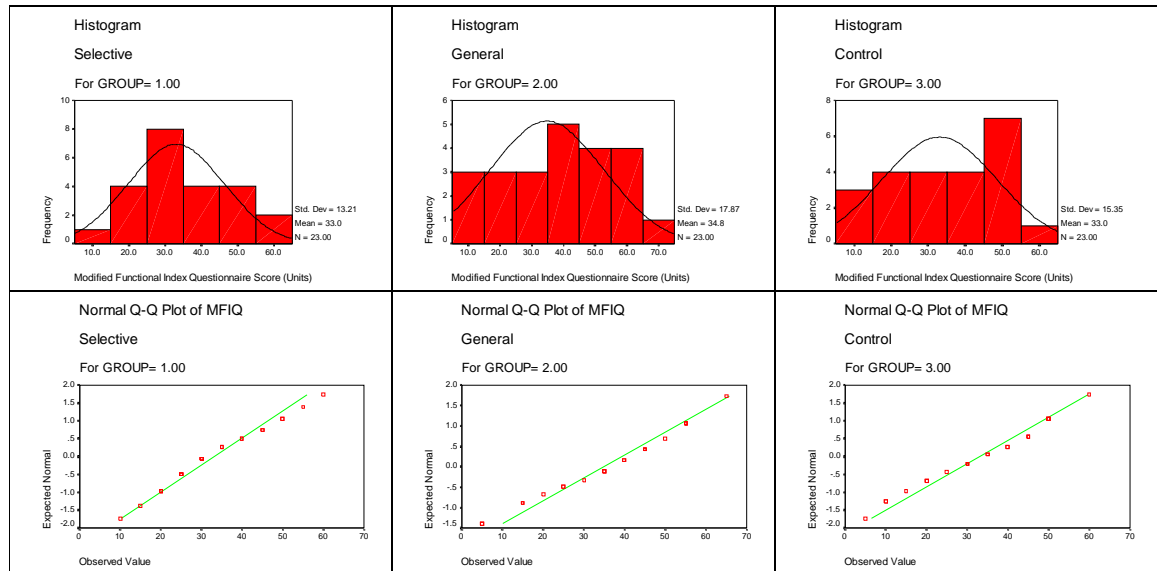 Histogram
Selective
For GROUP= 1.00
10
8
6
4
2
0
Frequency
10.0 20.0 30.0 40.0 50.0 60.0
Std. Dev = 13.21
Mean = 33.0
N = 23.00
Modified Functional Index Questionnaire Score (Units)
Histogram
General
For GROUP= 2.00
6
5
4
3
2
1
0
Frequency
10.0 20.0 30.0 40.0 50.0 60.0 70.0
Std. Dev = 17.87
Mean = 34.8
N = 23.00
Modified Functional Index Questionnaire Score (Units)
Histogram
Control
For GROUP= 3.00
8
6
4
2
0
Frequency
10.0 20.0 30.0 40.0 50.0 60.0
Std. Dev = 15.35
Mean = 33.0
N = 23.00
Modified Functional Index Questionnaire Score (Units)
Normal Q-Q Plot of MFIQ
Selective
For GROUP= 1.00
2.0
1.5
1.0
.5
0.0
-.5
-1.0
-1.5
-2.0
Expected Normal
0 10 20 30 40 50 60 70
Observed Value
Normal Q-Q Plot of MFIQ
General
For GROUP= 2.00
2.0
1.5
1.0
.5
0.0
-.5
-1.0
-1.5
Expected Normal
0 10 20 30 40 50 60 70
Observed Value
Normal Q-Q Plot of MFIQ
Control
For GROUP= 3.00
2.0
1.5
1.0
.5
0.0
-.5
-1.0
-1.5
-2.0
Expected Normal
0 10 20 30 40 50 60 70
Observed Value